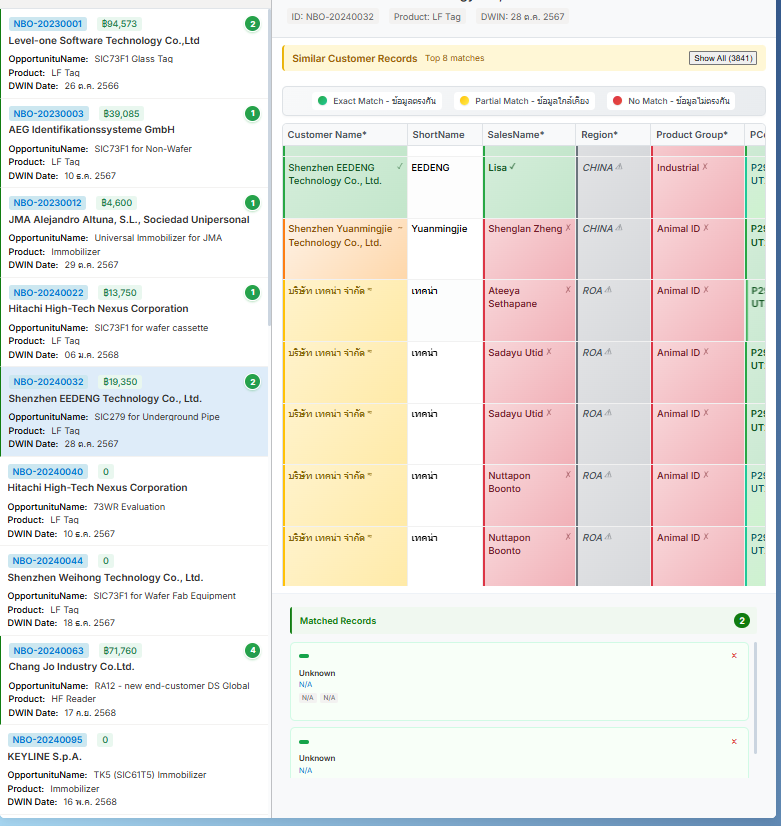 NBO-20230001 ฿94,573 2
Level-one Software Technology Co.,Ltd
OpportunituName: SIC73F1 Glass Tag
Product: LF Tag
DWIN Date: 26 ต.ค. 2566
NBO-20230003 ฿39,085 1
AEG Identifikationssysteme GmbH
OpportunituName: SIC73F1 for Non-Wafer
Product: LF Tag
DWIN Date: 10 ธ.ค. 2567
NBO-20230012 ฿4,600 1
JMA Alejandro Altuna, S.L., Sociedad Unipersonal
OpportunituName: Universal Immobilizer for JMA
Product: Immobilizer
DWIN Date: 29 ต.ค. 2567
NBO-20240022 ฿13,750 1
Hitachi High-Tech Nexus Corporation
OpportunituName: SIC73F1 for wafer cassette
Product: LF Tag
DWIN Date: 06 ม.ค. 2568
NBO-20240032 ฿19,350 2
Shenzhen EEDENG Technology Co., Ltd.
OpportunituName: SIC279 for Underground Pipe
Product: LF Tag
DWIN Date: 28 ต.ค. 2567
NBO-20240040 0
Hitachi High-Tech Nexus Corporation
OpportunituName: 73WR Evaluation
Product: LF Tag
DWIN Date: 10 ธ.ค. 2567
NBO-20240044 0
Shenzhen Weihong Technology Co., Ltd.
OpportunituName: SIC73F1 for Wafer Fab Equipment
Product: LF Tag
DWIN Date: 18 ธ.ค. 2567
NBO-20240063 ฿71,760 4
Chang Jo Industry Co.Ltd.
OpportunituName: RA12 - new end-customer DS Global
Product: HF Reader
DWIN Date: 17 ก.ย. 2568
NBO-20240095 0
KEYLINE S.p.A.
OpportunituName: TK5 (SIC61T5) Immobilizer
Product: Immobilizer
DWIN Date: 16 พ.ค. 2568
ID: NBO-20240032 Product: LF Tag DWIN: 28 ต.ค. 2567
Similar Customer Records Top 8 matches Show All (3841)
Exact Match - ข้อมูลตรงกัน Partial Match - ข้อมูลใกล้เคียง No Match - ข้อมูลไม่ตรงกัน
Customer Name* ShortName SalesName* Region* Product Group* PCo
Shenzhen EEDENG ✓ EEDENG Lisa ✓ CHINA ⚠ Industrial ✗ P29
Technology Co., Ltd. UT
Shenzhen Yuanmingjie ~ Yuanmingjie Shenglan Zheng ✗ CHINA ⚠ Animal ID ✗ P29
Technology Co., Ltd. UT
บริษัท เทคน่า จำกัด ≈ เทคน่า Ateeya ✗ ROA ⚠ Animal ID ✗ P29
Sethapane UT
บริษัท เทคน่า จำกัด ≈ เทคน่า Sadayu Utid ✗ ROA ⚠ Animal ID ✗ P29
UT
บริษัท เทคน่า จำกัด ≈ เทคน่า Sadayu Utid ✗ ROA ⚠ Animal ID ✗ P29
UT
บริษัท เทคน่า จำกัด ≈ เทคน่า Nuttapon ✗ ROA ⚠ Animal ID ✗ P29
Boonto UT
บริษัท เทคน่า จำกัด ≈ เทคน่า Nuttapon ✗ ROA ⚠ Animal ID ✗ P29
Boonto UT
Matched Records 2
×
Unknown
N/A
N/A N/A
×
Unknown
N/A